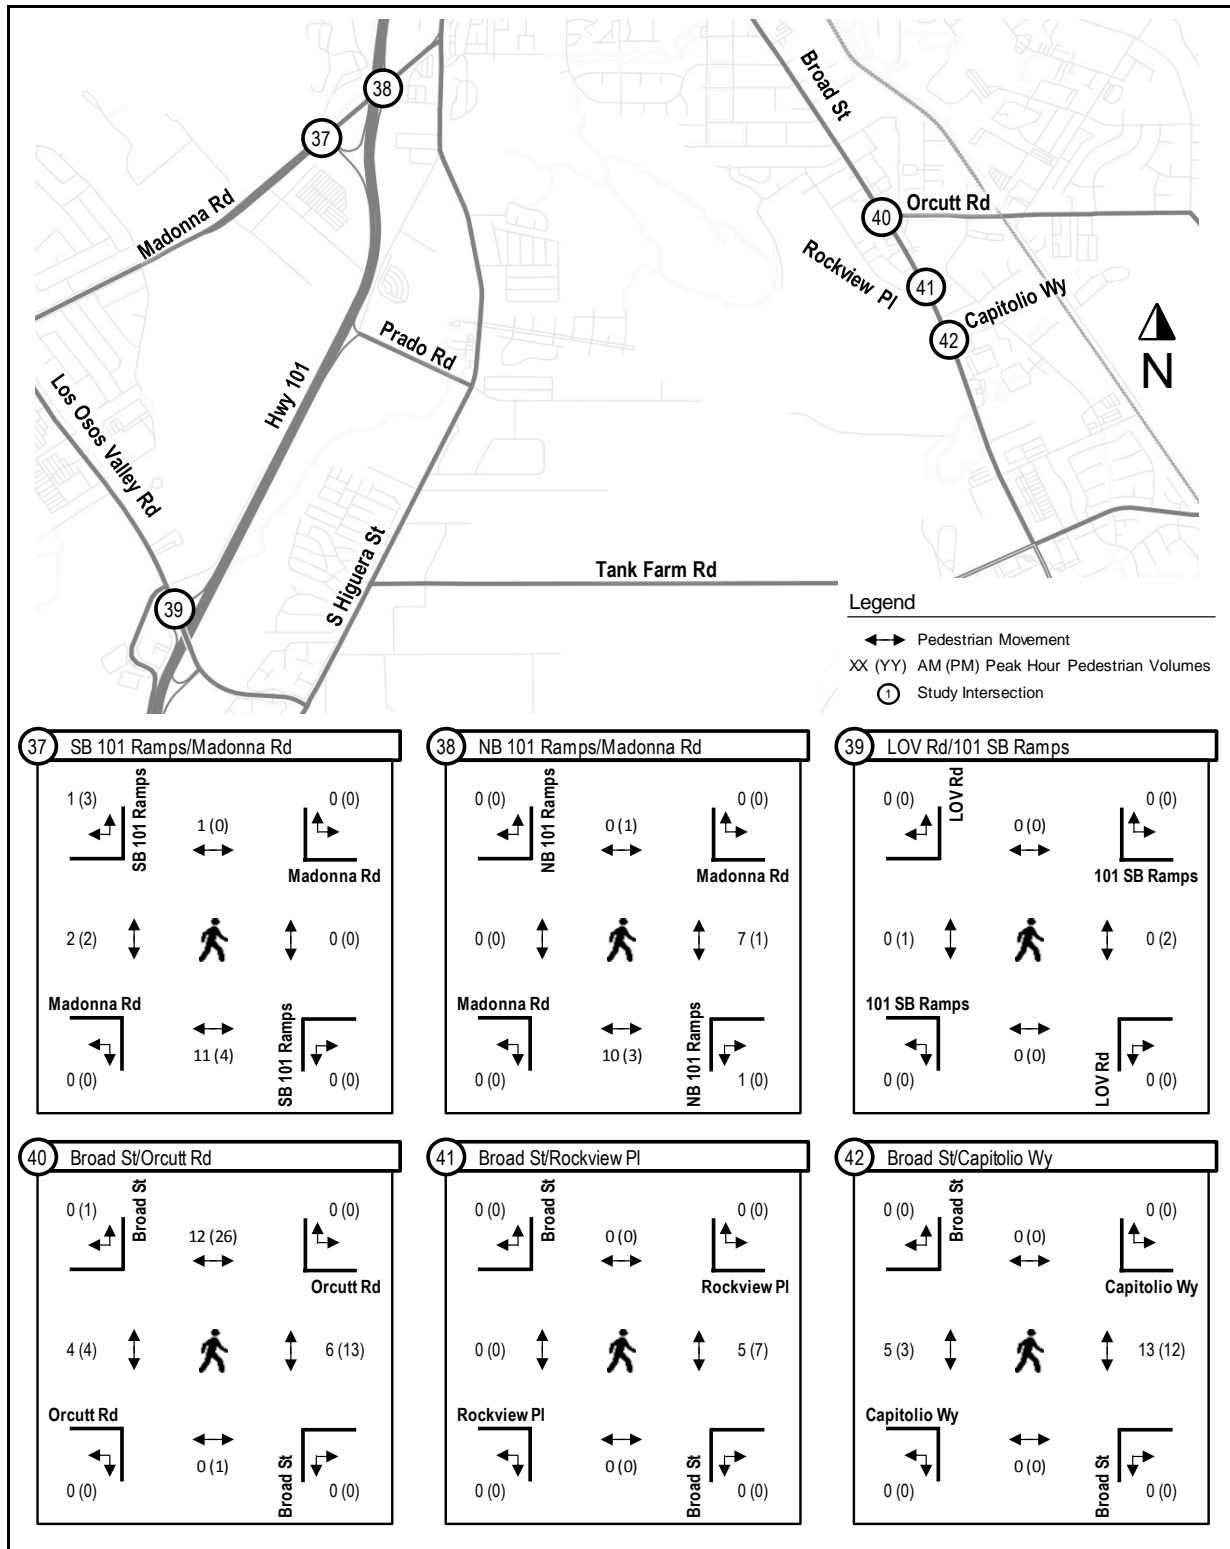 38
37
Broad St
Madonna Rd
40
Orcutt Rd
Rockview Pl
41
Capitolio Wy
42
N
Prado Rd
Hwy 101
Los Osos Valley Rd
S Higuera St
Tank Farm Rd
39
Legend
Pedestrian Movement
XX (YY) AM (PM) Peak Hour Pedestrian Volumes
1 Study Intersection
37 SB 101 Ramps/Madonna Rd
1 (3)
SB 101 Ramps
1 (0)
0 (0)
Madonna Rd
2 (2)
0 (0)
Madonna Rd
11 (4)
SB 101 Ramps
0 (0)
0 (0)
38 NB 101 Ramps/Madonna Rd
0 (0)
NB 101 Ramps
0 (1)
0 (0)
Madonna Rd
0 (0)
7 (1)
Madonna Rd
10 (3)
NB 101 Ramps
0 (0)
1 (0)
39 LOV Rd/101 SB Ramps
0 (0)
LOV Rd
0 (0)
0 (0)
101 SB Ramps
0 (1)
0 (2)
101 SB Ramps
0 (0)
LOV Rd
0 (0)
0 (0)
40 Broad St/Orcutt Rd
0 (1)
Broad St
12 (26)
0 (0)
Orcutt Rd
4 (4)
6 (13)
Orcutt Rd
0 (1)
Broad St
0 (0)
0 (0)
41 Broad St/Rockview Pl
0 (0)
Broad St
0 (0)
0 (0)
Rockview Pl
0 (0)
5 (7)
Rockview Pl
0 (0)
Broad St
0 (0)
0 (0)
42 Broad St/Capitolio Wy
0 (0)
Broad St
0 (0)
0 (0)
Capitolio Wy
5 (3)
13 (12)
Capitolio Wy
0 (0)
Broad St
0 (0)
0 (0)